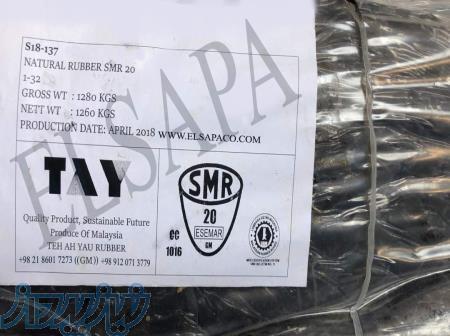 S18-137
NATURAL RUBBER SMR 20
1-32
GROSS WT : 1280 KGS
NETT WT : 1260 KGS
PRODUCTION DATE: APRIL 2018 WWW.ELSAPACO.COM
TAY
Quality Product, Sustainable Future
Produce Of Malaysia
TEH AH YAU RUBBER
+98 21 8601 7273 ((GM)) +98 912 071 3779
SMR
20
ESEMAR
GM
cc
1016
ELSAPA